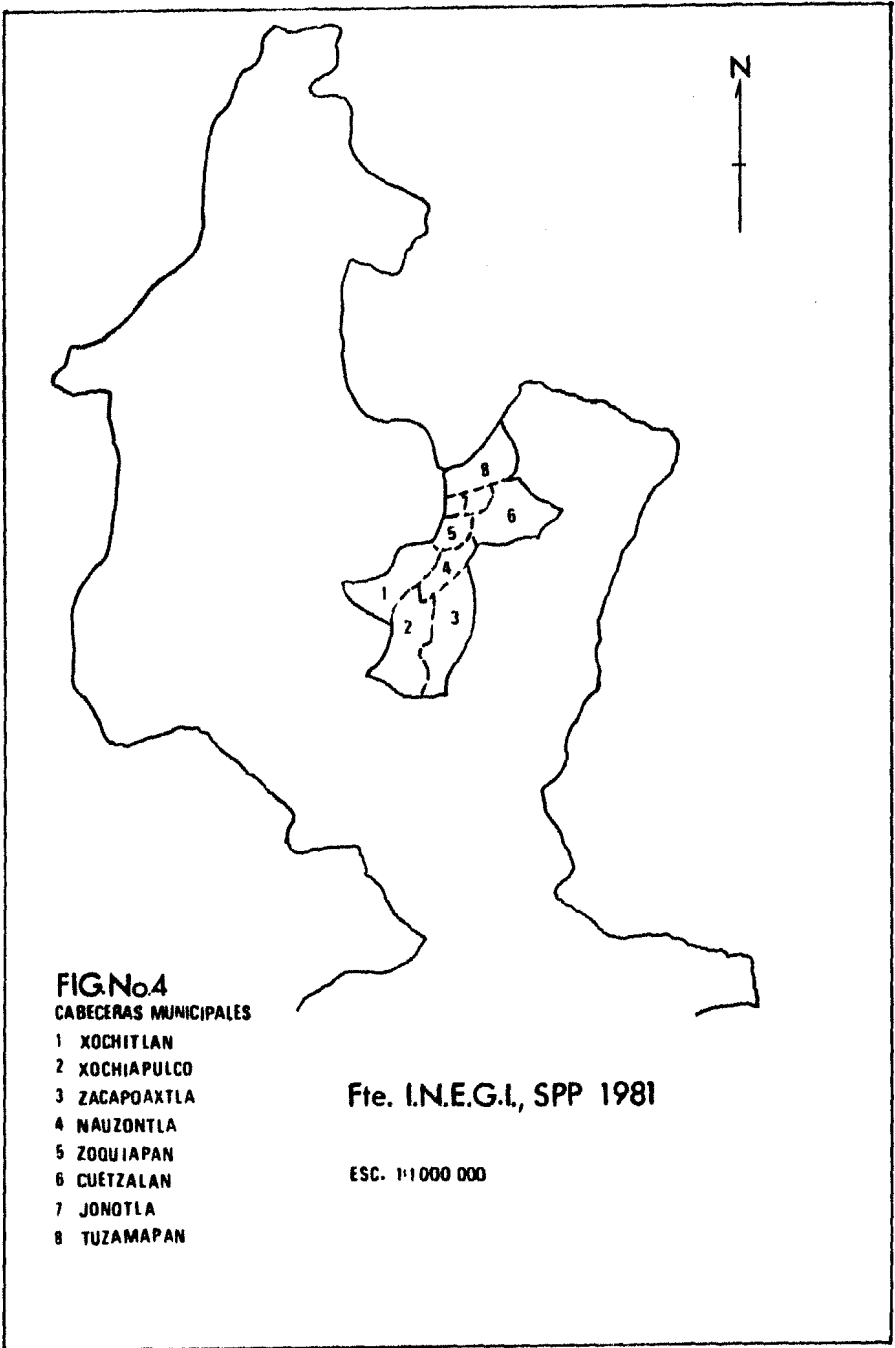 N
8
7
6
5
4
1
2
3
FIG.No.4
CABECERAS MUNICIPALES
1 XOCHITLAN
2 XOCHIAPULCO
3 ZACAPOAXTLA
4 NAUZONTLA
5 ZOQUIAPAN
6 CUETZALAN
7 JONOTLA
8 TUZAMAPAN
Fte. I.N.E.G.I., SPP 1981
ESC. 1:1 000 000